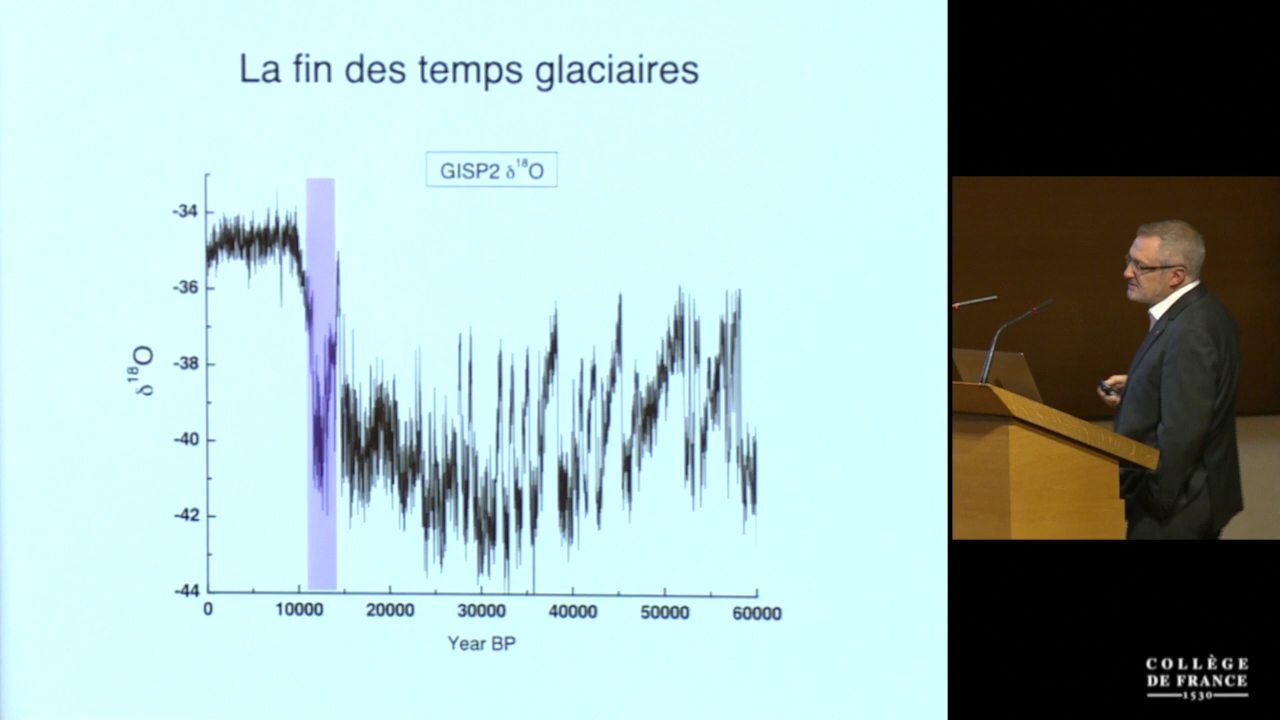 La fin des temps glaciaires
GISP2 δ¹⁸O
-34
-36
-38
-40
-42
-44
δ¹⁸O
0 10000 20000 30000 40000 50000 60000
Year BP
COLLÈGE
DE FRANCE
1530